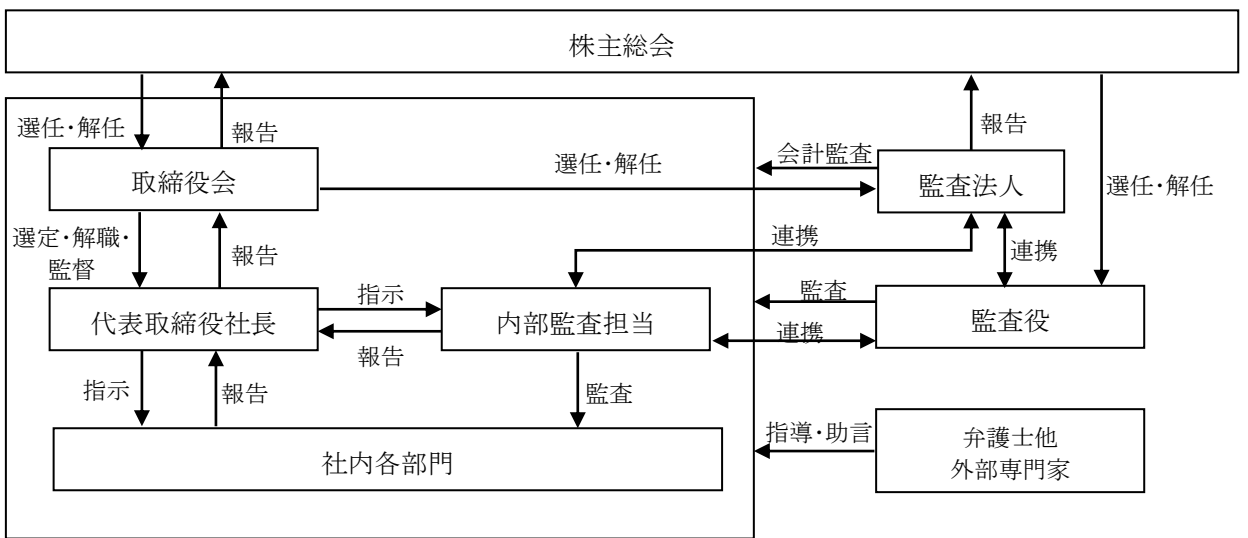 株主総会
選任・解任
報告
報告
会計監査
選任・解任
取締役会
監査法人
選任・解任
選定・解職・
監督
報告
連携
連携
指示
監査
代表取締役社長
内部監査担当
監査役
報告
連携
指示
報告
監査
指導・助言
弁護士他
外部専門家
社内各部門